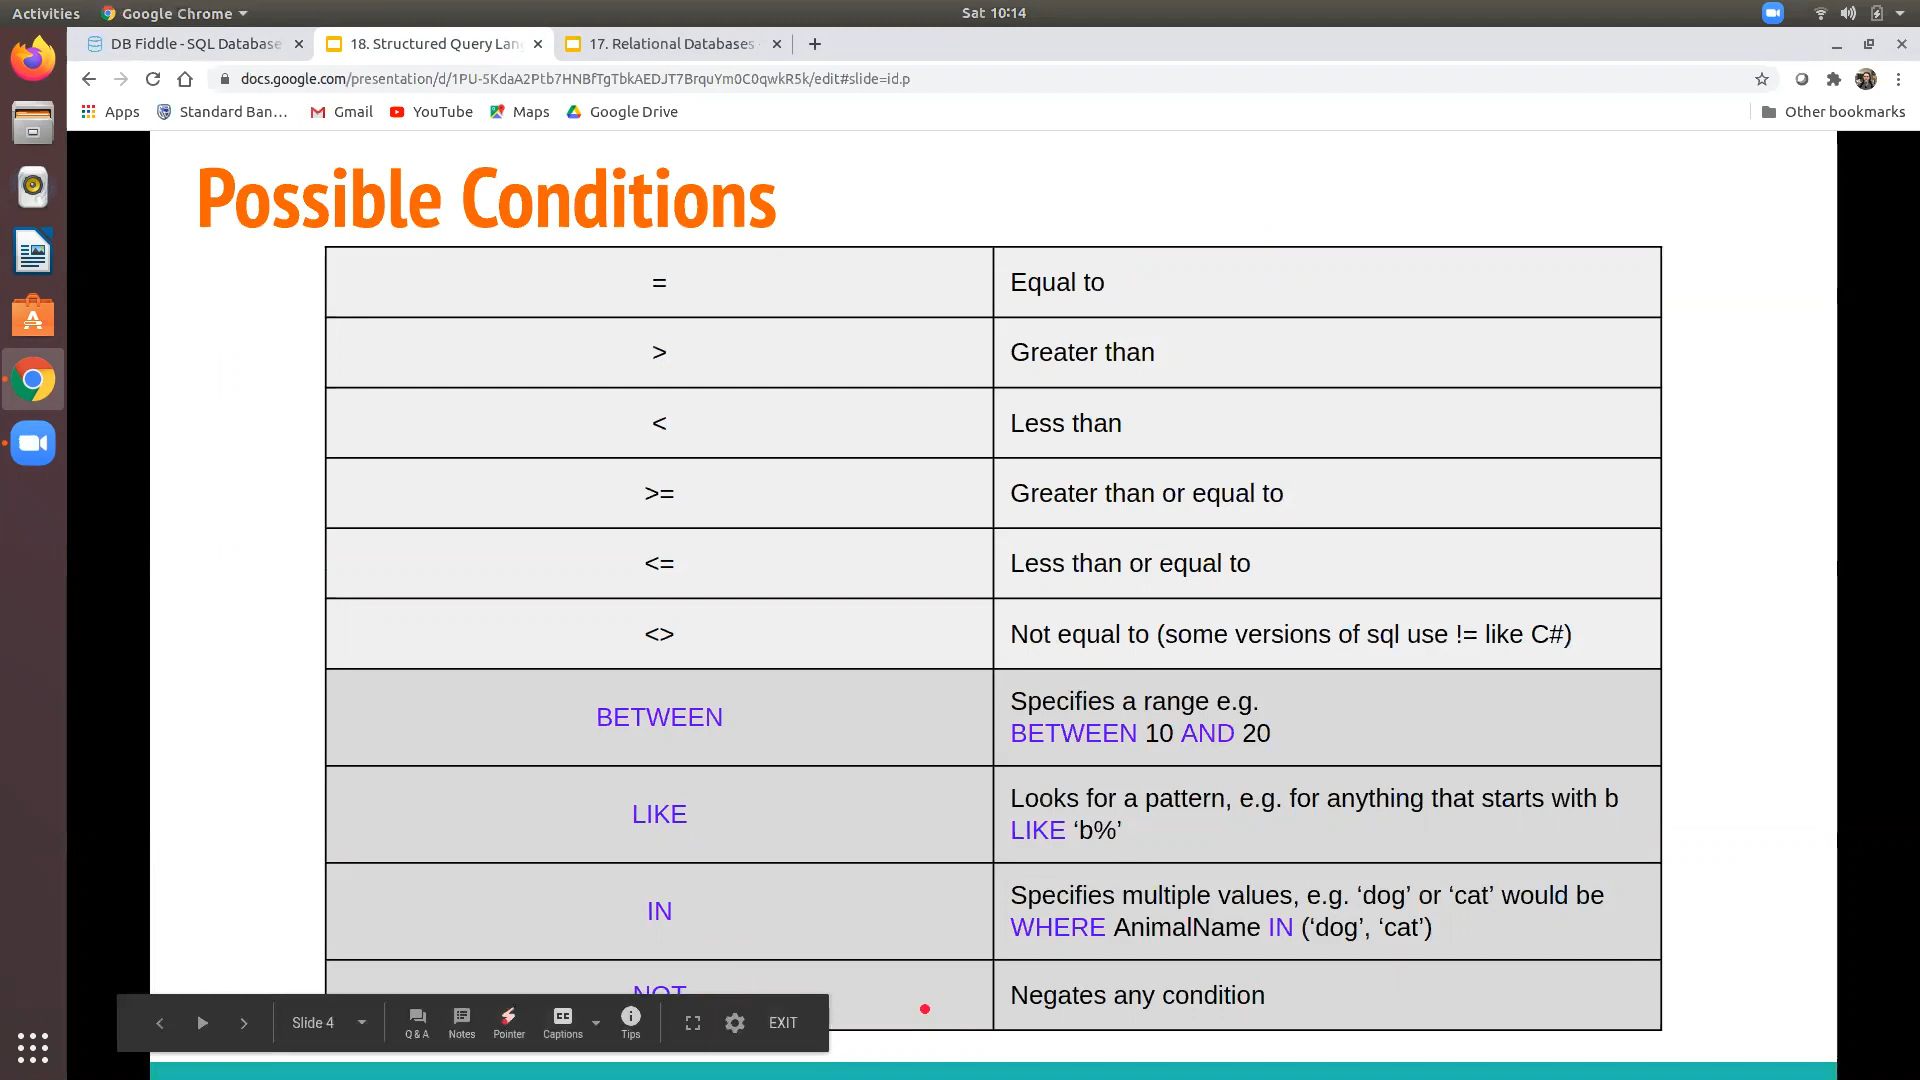 Activities
Google Chrome
Sat 10:14
DB Fiddle - SQL Database
18. Structured Query Lan
17. Relational Databases
docs.google.com/presentation/d/1PU-5KdaA2Ptb7HNBfTgTbkAEDJT7BrquYm0C0qwkR5k/edit#slide=id.p
Apps
Standard Ban...
Gmail
YouTube
Maps
Google Drive
Other bookmarks
Possible Conditions
=
Equal to
>
Greater than
<
Less than
>=
Greater than or equal to
<=
Less than or equal to
<>
Not equal to (some versions of sql use != like C#)
BETWEEN
Specifies a range e.g.
BETWEEN 10 AND 20
LIKE
Looks for a pattern, e.g. for anything that starts with b
LIKE ‘b%’
IN
Specifies multiple values, e.g. ‘dog’ or ‘cat’ would be
WHERE AnimalName IN (‘dog’, ‘cat’)
NOT
Negates any condition
Slide 4
Q & A
Notes
Pointer
Captions
Tips
EXIT